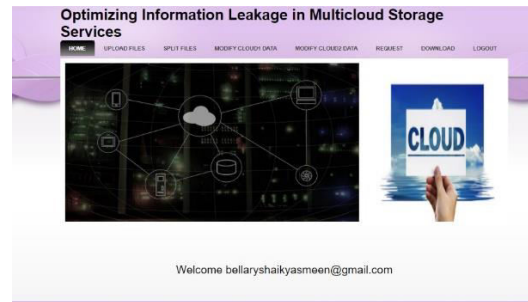 Optimizing Information Leakage in Multicloud Storage
Services
HOME UPLOAD FILES SPLIT FILES MODIFY CLOUD1 DATA MODIFY CLOUD2 DATA REQUEST DOWNLOAD LOGOUT
CLOUD
Welcome bellaryshaikyasmeen@gmail.com